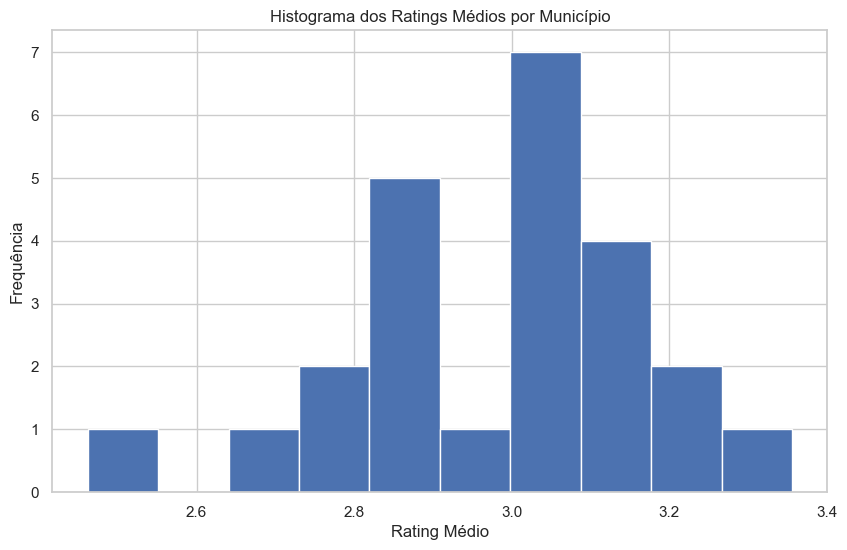 Histograma dos Ratings Médios por Município
7
6
5
4
3
2
1
0
Frequência
2.6 2.8 3.0 3.2 3.4
Rating Médio